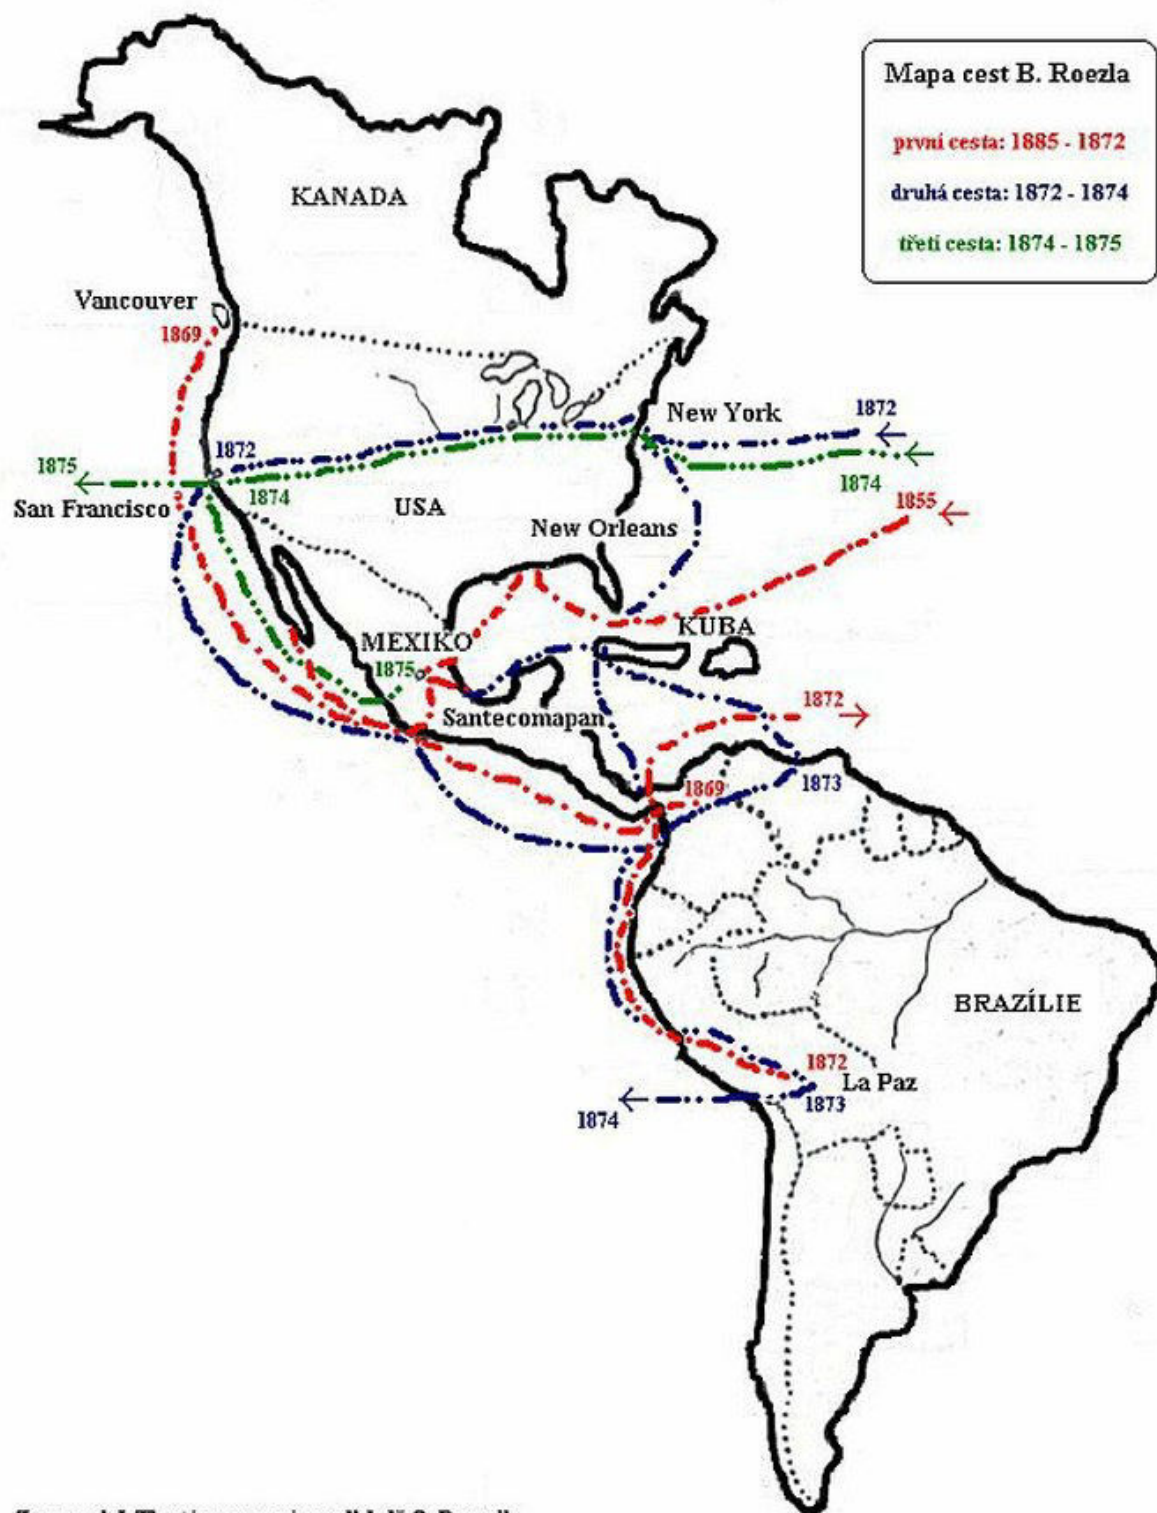 Mapa cest B. Roezla
první cesta: 1885 - 1872
druhá cesta: 1872 - 1874
třetí cesta: 1874 - 1875
KANADA
Vancouver
1869
New York
1872
1872
1875
1874
1874
San Francisco
USA
1855
New Orleans
KUBA
MEXIKO
1875
1872
Santecomapan
1869
1873
BRAZÍLIE
1872
La Paz
1873
1874